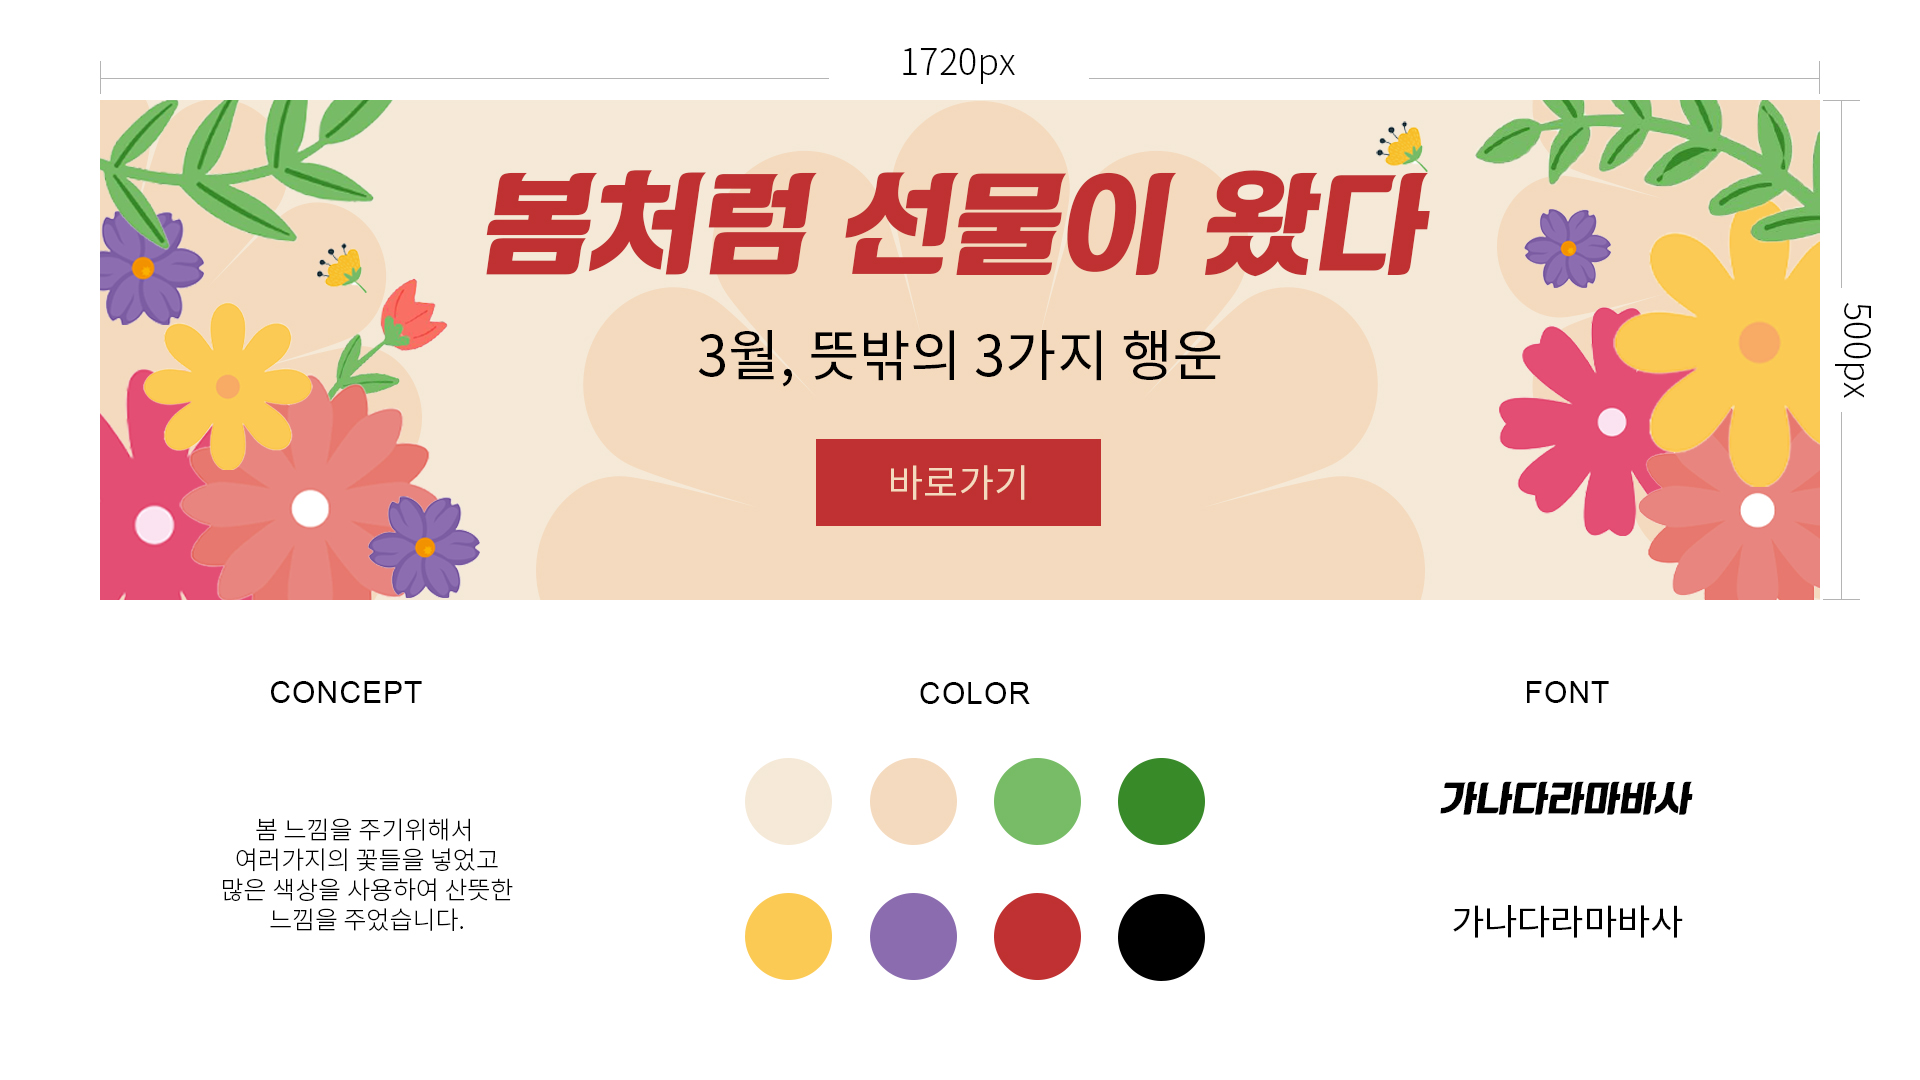 1720px
봄처럼 선물이 왔다
3월, 뜻밖의 3가지 행운
바로가기
500px
CONCEPT
봄 느낌을 주기위해서
여러가지의 꽃들을 넣었고
많은 색상을 사용하여 산뜻한
느낌을 주었습니다.
COLOR
FONT
가나다라마바사
가나다라마바사